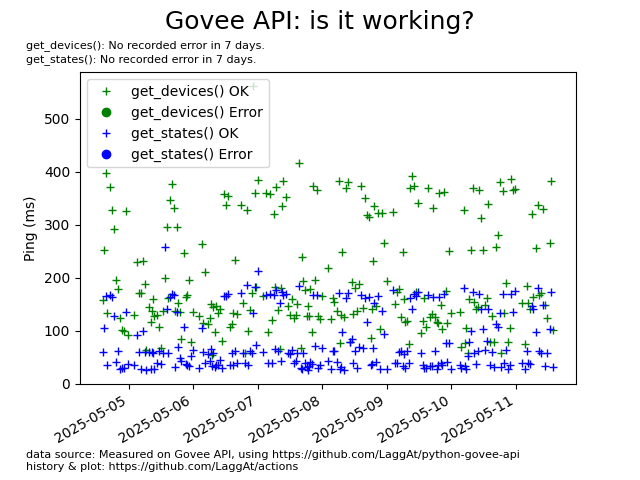 Govee API: is it working?
get_devices(): No recorded error in 7 days.
get_states(): No recorded error in 7 days.
get_devices() OK
get_devices() Error
get_states() OK
get_states() Error
Ping (ms)
500
400
300
200
100
0
2025-05-05
2025-05-06
2025-05-07
2025-05-08
2025-05-09
2025-05-10
2025-05-11
data source: Measured on Govee API, using https://github.com/LaggAt/python-govee-api
history & plot: https://github.com/LaggAt/actions